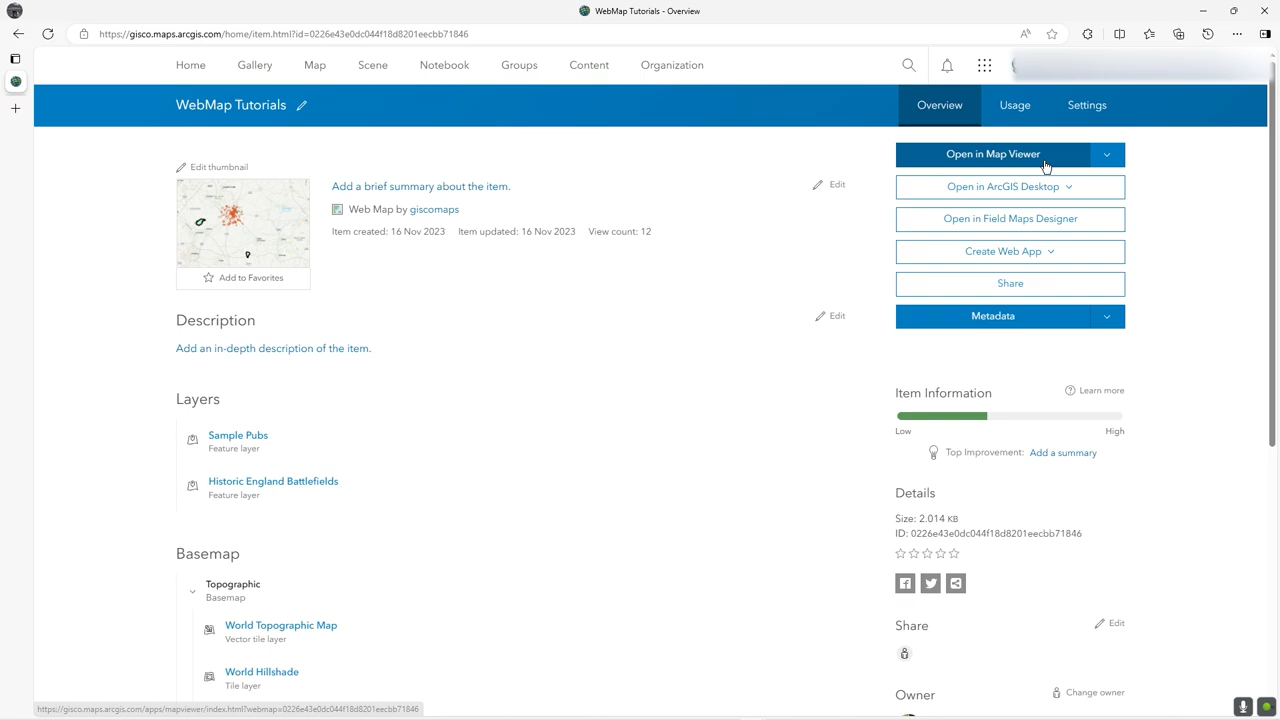 WebMap Tutorials - Overview
https://gisco.maps.arcgis.com/home/item.html?id=0226e43e0dc044f18d8201eecbb71846
Home Gallery Map Scene Notebook Groups Content Organization
WebMap Tutorials
Overview Usage Settings
Edit thumbnail
Add a brief summary about the item.
Edit
Web Map by giscomaps
Item created: 16 Nov 2023 Item updated: 16 Nov 2023 View count: 12
Add to Favorites
Description
Edit
Add an in-depth description of the item.
Layers
Sample Pubs
Feature layer
Historic England Battlefields
Feature layer
Basemap
Topographic
Basemap
World Topographic Map
Vector tile layer
World Hillshade
Tile layer
Open in Map Viewer
Open in ArcGIS Desktop
Open in Field Maps Designer
Create Web App
Share
Metadata
Item Information
Learn more
Low High
Top Improvement: Add a summary
Details
Size: 2.014 KB
ID: 0226e43e0dc044f18d8201eecbb71846
Share
Edit
Owner
Change owner
https://gisco.maps.arcgis.com/apps/mapviewer/index.html?webmap=0226e43e0dc044f18d8201eecbb71846